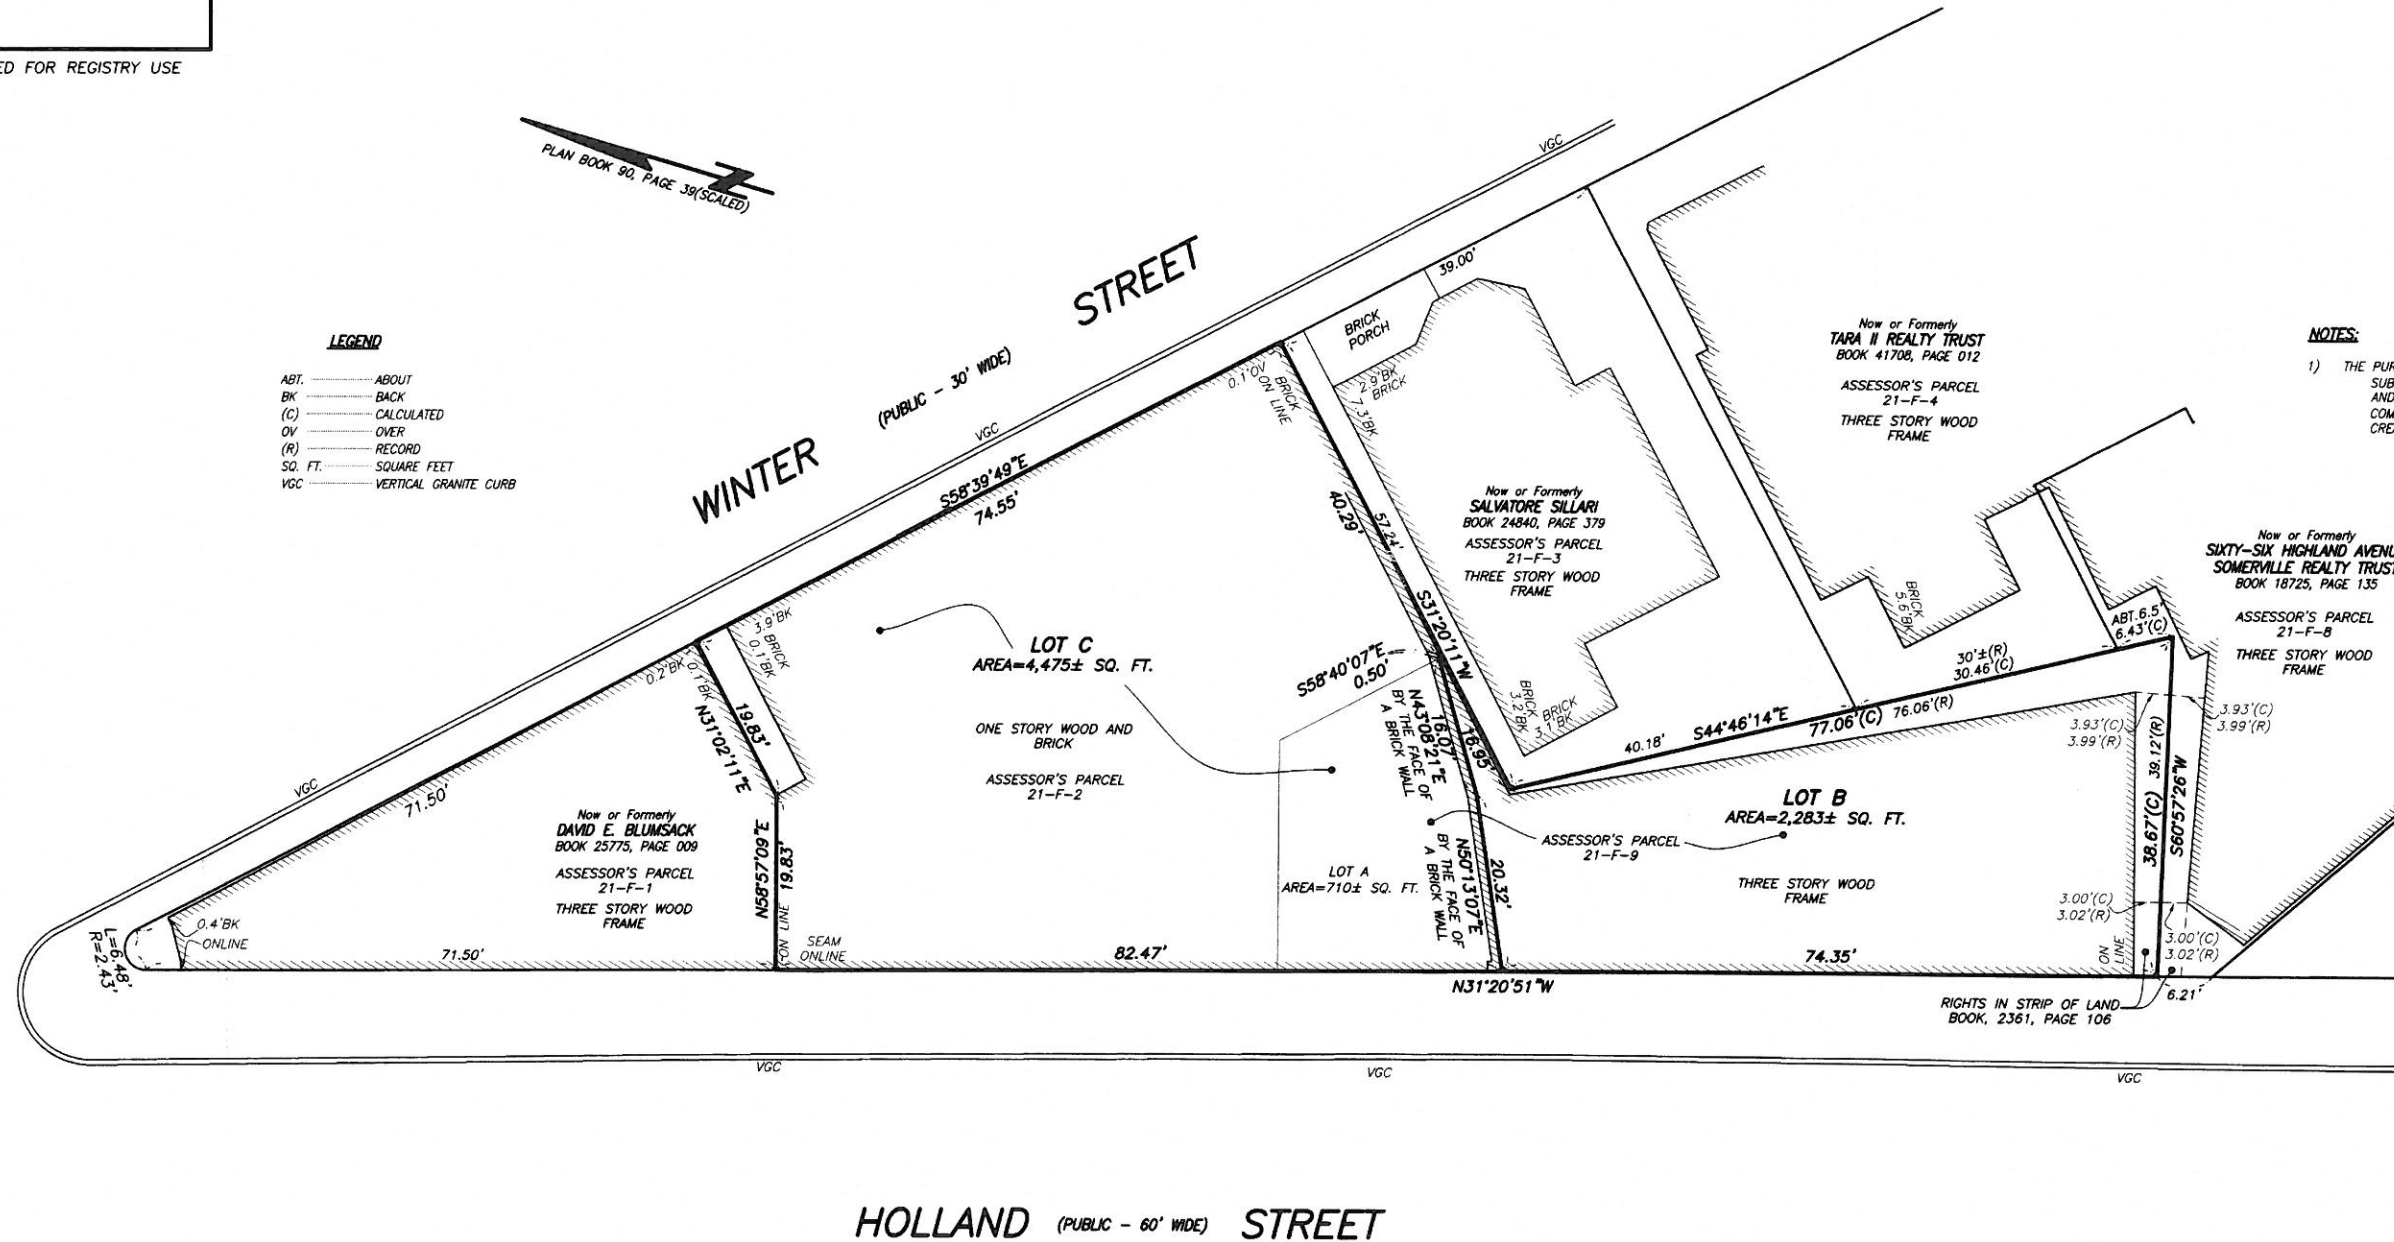 ED FOR REGISTRY USE
PLAN BOOK 90, PAGE 39(SCALED)
LEGEND
ABT. ABOUT
BK BACK
(C) CALCULATED
OV OVER
(R) RECORD
SQ. FT. SQUARE FEET
VGC VERTICAL GRANITE CURB
WINTER
(PUBLIC - 30' WIDE)
STREET
VGC
VGC
VGC
S58°39'49"E
74.55'
39.00'
BRICK
PORCH
0.1'OV
BRICK
ON LINE
2.9'BK
BRICK
7.3'BK
40.29'
57.24'
S31°20'11"W
Now or Formerly
SALVATORE SILLARI
BOOK 24840, PAGE 379
ASSESSOR'S PARCEL
21-F-3
THREE STORY WOOD
FRAME
Now or Formerly
TARA II REALTY TRUST
BOOK 41708, PAGE 012
ASSESSOR'S PARCEL
21-F-4
THREE STORY WOOD
FRAME
NOTES:
1) THE PUR
SUB
AND
COM
CRE
Now or Formerly
SIXTY-SIX HIGHLAND AVENU
SOMERVILLE REALTY TRUST
BOOK 18725, PAGE 135
ASSESSOR'S PARCEL
21-F-8
THREE STORY WOOD
FRAME
BRICK
5.6'BK
ABT.6.5'
6.43'(C)
30'±(R)
30.46'(C)
BRICK
3.2'BK
BRICK
3.1'BK
40.18'
S44°46'14"E
77.06'(C)
76.06'(R)
3.9'BK
BRICK
0.1'BK
0.2'BK
0.1'BK
19.83'
N31°02'11"E
LOT C
AREA=4,475± SQ. FT.
ONE STORY WOOD AND
BRICK
ASSESSOR'S PARCEL
21-F-2
S58°40'07"E
0.50'
N43°08'21"E
BY THE FACE OF
A BRICK WALL
16.07'
16.95'
71.50'
Now or Formerly
DAVID E. BLUMSACK
BOOK 25775, PAGE 009
ASSESSOR'S PARCEL
21-F-1
THREE STORY WOOD
FRAME
N58°57'09"E
ON LINE 19.83'
SEAM
ONLINE
LOT A
AREA=710± SQ. FT.
N50°13'07"E
BY THE FACE OF
A BRICK WALL
20.32'
LOT B
AREA=2,283± SQ. FT.
ASSESSOR'S PARCEL
21-F-9
THREE STORY WOOD
FRAME
3.93'(C)
3.99'(R)
3.93'(C)
3.99'(R)
38.67'(C) 39.12'(R)
S60°57'26"W
3.00'(C)
3.02'(R)
3.00'(C)
3.02'(R)
ON
LINE
0.4'BK
ONLINE
L=6.48'
R=2.43'
71.50'
82.47'
N31°20'51"W
74.35'
6.21'
RIGHTS IN STRIP OF LAND
BOOK, 2361, PAGE 106
VGC
VGC
VGC
HOLLAND (PUBLIC - 60' WIDE) STREET